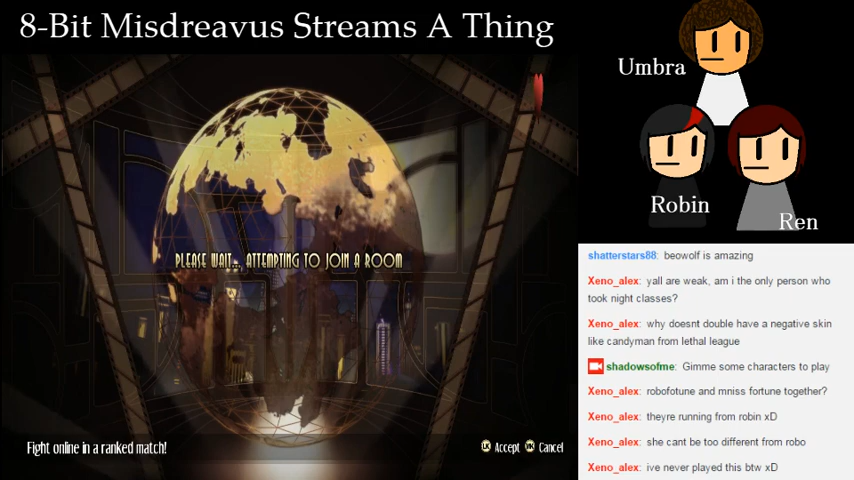 8-Bit Misdreavus Streams A Thing
Umbra
Robin
Ren
PLEASE WAIT... ATTEMPTING TO JOIN A ROOM
Fight online in a ranked match!
LK Accept
Cancel
shatterstars88: beowolf is amazing
Xeno_alex: yall are weak, am i the only person who
took night classes?
Xeno_alex: why doesnt double have a negative skin
like candyman from lethal league
shadowsofme: Gimme some characters to play
Xeno_alex: robofotune and mniss fortune together?
Xeno_alex: theyre running from robin xD
Xeno_alex: she cant be too different from robo
Xeno_alex: ive never played this btw xD